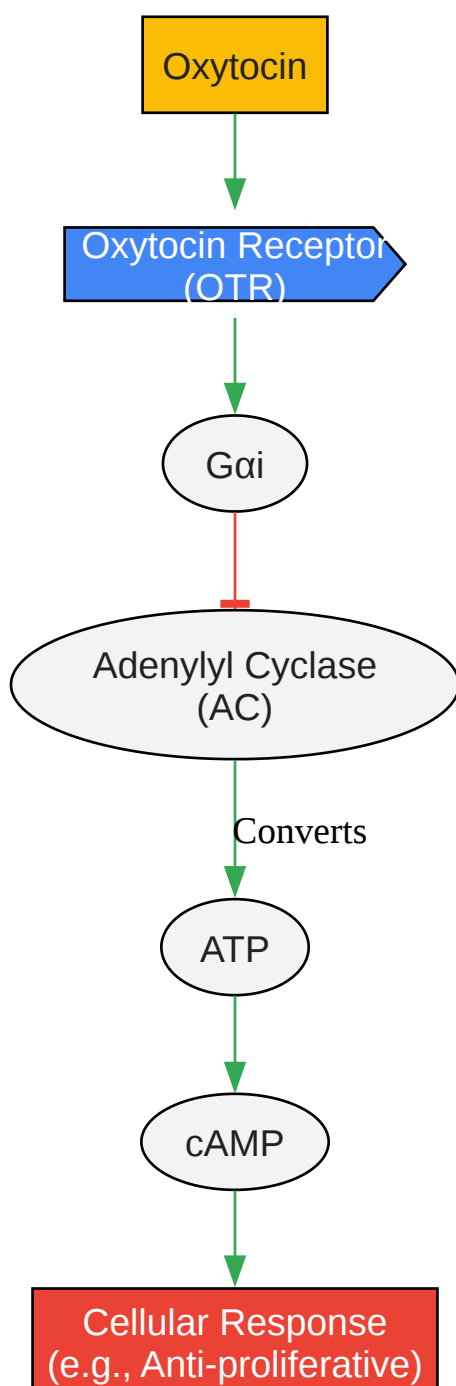 Oxytocin
Oxytocin Receptor
(OTR)
Gαi
Adenylyl Cyclase
(AC)
Converts
ATP
cAMP
Cellular Response
(e.g., Anti-proliferative)